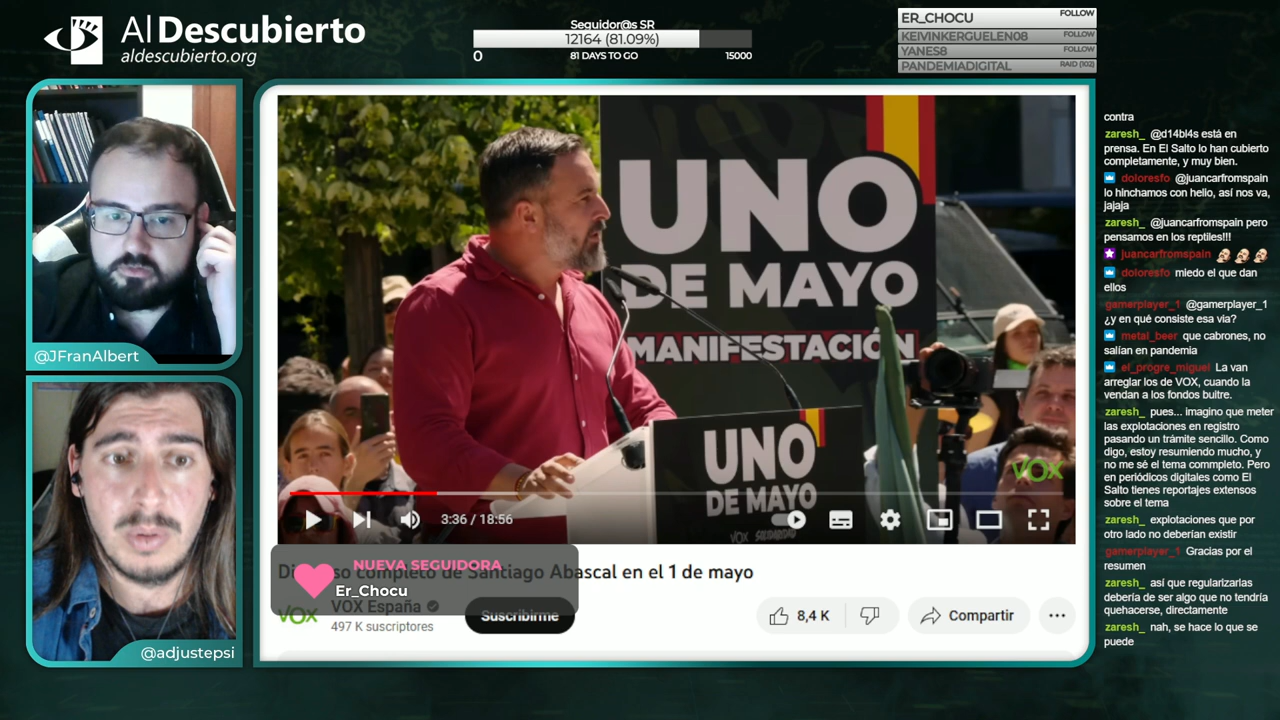 Al Descubierto
aldescubierto.org
Seguidor@s SR
12164 (81.09%)
0
81 DAYS TO GO
15000
ER_CHOCU FOLLOW
KEIVINKERGUELEN08 FOLLOW
YANES8 FOLLOW
PANDEMIADIGITAL RAID (102)
@JFranAlbert
@adjustepsi
UNO
DE MAYO
MANIFESTACIÓN
UNO
DE MAYO
VOX
VOX
3:36 / 18:56
NUEVA SEGUIDORA
Er_Chocu
so completo de Santiago Abascal en el 1 de mayo
VOX
VOX España
497 K suscriptores
Suscribirme
8,4 K
Compartir
contra
zaresh_ @d14bl4s está en
prensa. En El Salto lo han cubierto
completamente, y muy bien.
doloresfo @juancarfromspain
lo hinchamos con helio, así nos va,
jajaja
zaresh_ @juancarfromspain pero
pensamos en los reptiles!!!
juancarfromspain
doloresfo miedo el que dan
ellos
gamerplayer_1 @gamerplayer_1
¿y en qué consiste esa via?
metal_beer que cabrones, no
salían en pandemia
el_progre_miguel La van
arreglar los de VOX, cuando la
vendan a los fondos buitre.
zaresh_ pues... imagino que meter
las explotaciones en registro
pasando un trámite sencillo. Como
digo, estoy resumiendo mucho, y
no me sé el tema commpleto. Pero
en periódicos digitales como El
Salto tienes reportajes extensos
sobre el tema
zaresh_ explotaciones que por
otro lado no deberían existir
gamerplayer_1 Gracias por el
resumen
zaresh_ así que regularizarlas
debería de ser algo que no tendría
quehacerse, directamente
zaresh_ nah, se hace lo que se
puede